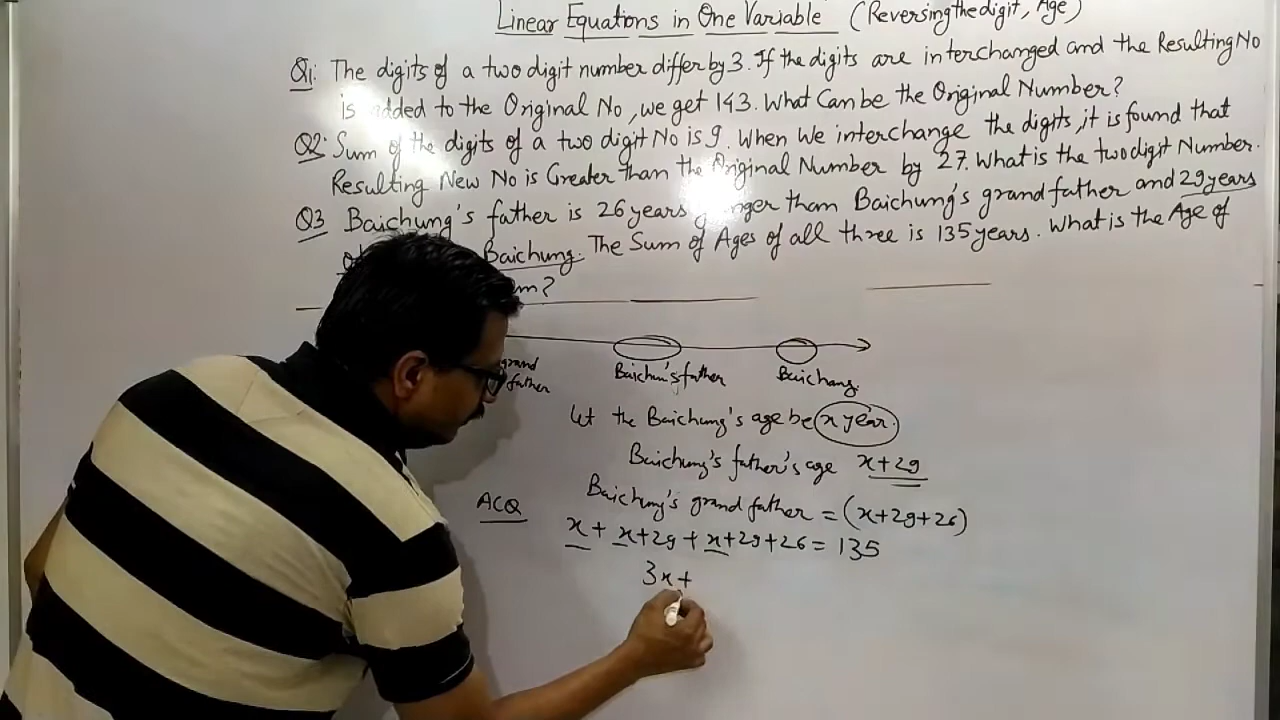 Linear Equations in One Variable (Reversing the digit, Age)
Q1: The digits of a two digit number differ by 3. If the digits are interchanged and the Resulting No
is added to the Original No, we get 143. What Can be the Original Number?
Q2: Sum of the digits of a two digit No is 9. When We interchange the digits, it is found that
Resulting New No is Greater than the Original Number by 27. What is the two digit Number.
Q3 Baichung's father is 26 years than Baichung's grand father and 29 years
Baichung. The Sum of Ages of all three is 135 years. What is the Age of
grand
father
Baichun's father
Baichang
let the Baichung's age be x year.
Baichung's father's age x+29
Baichung's grand father = (x+29+26)
ACQ
x + x+29 + x+29+26 = 135
3x +